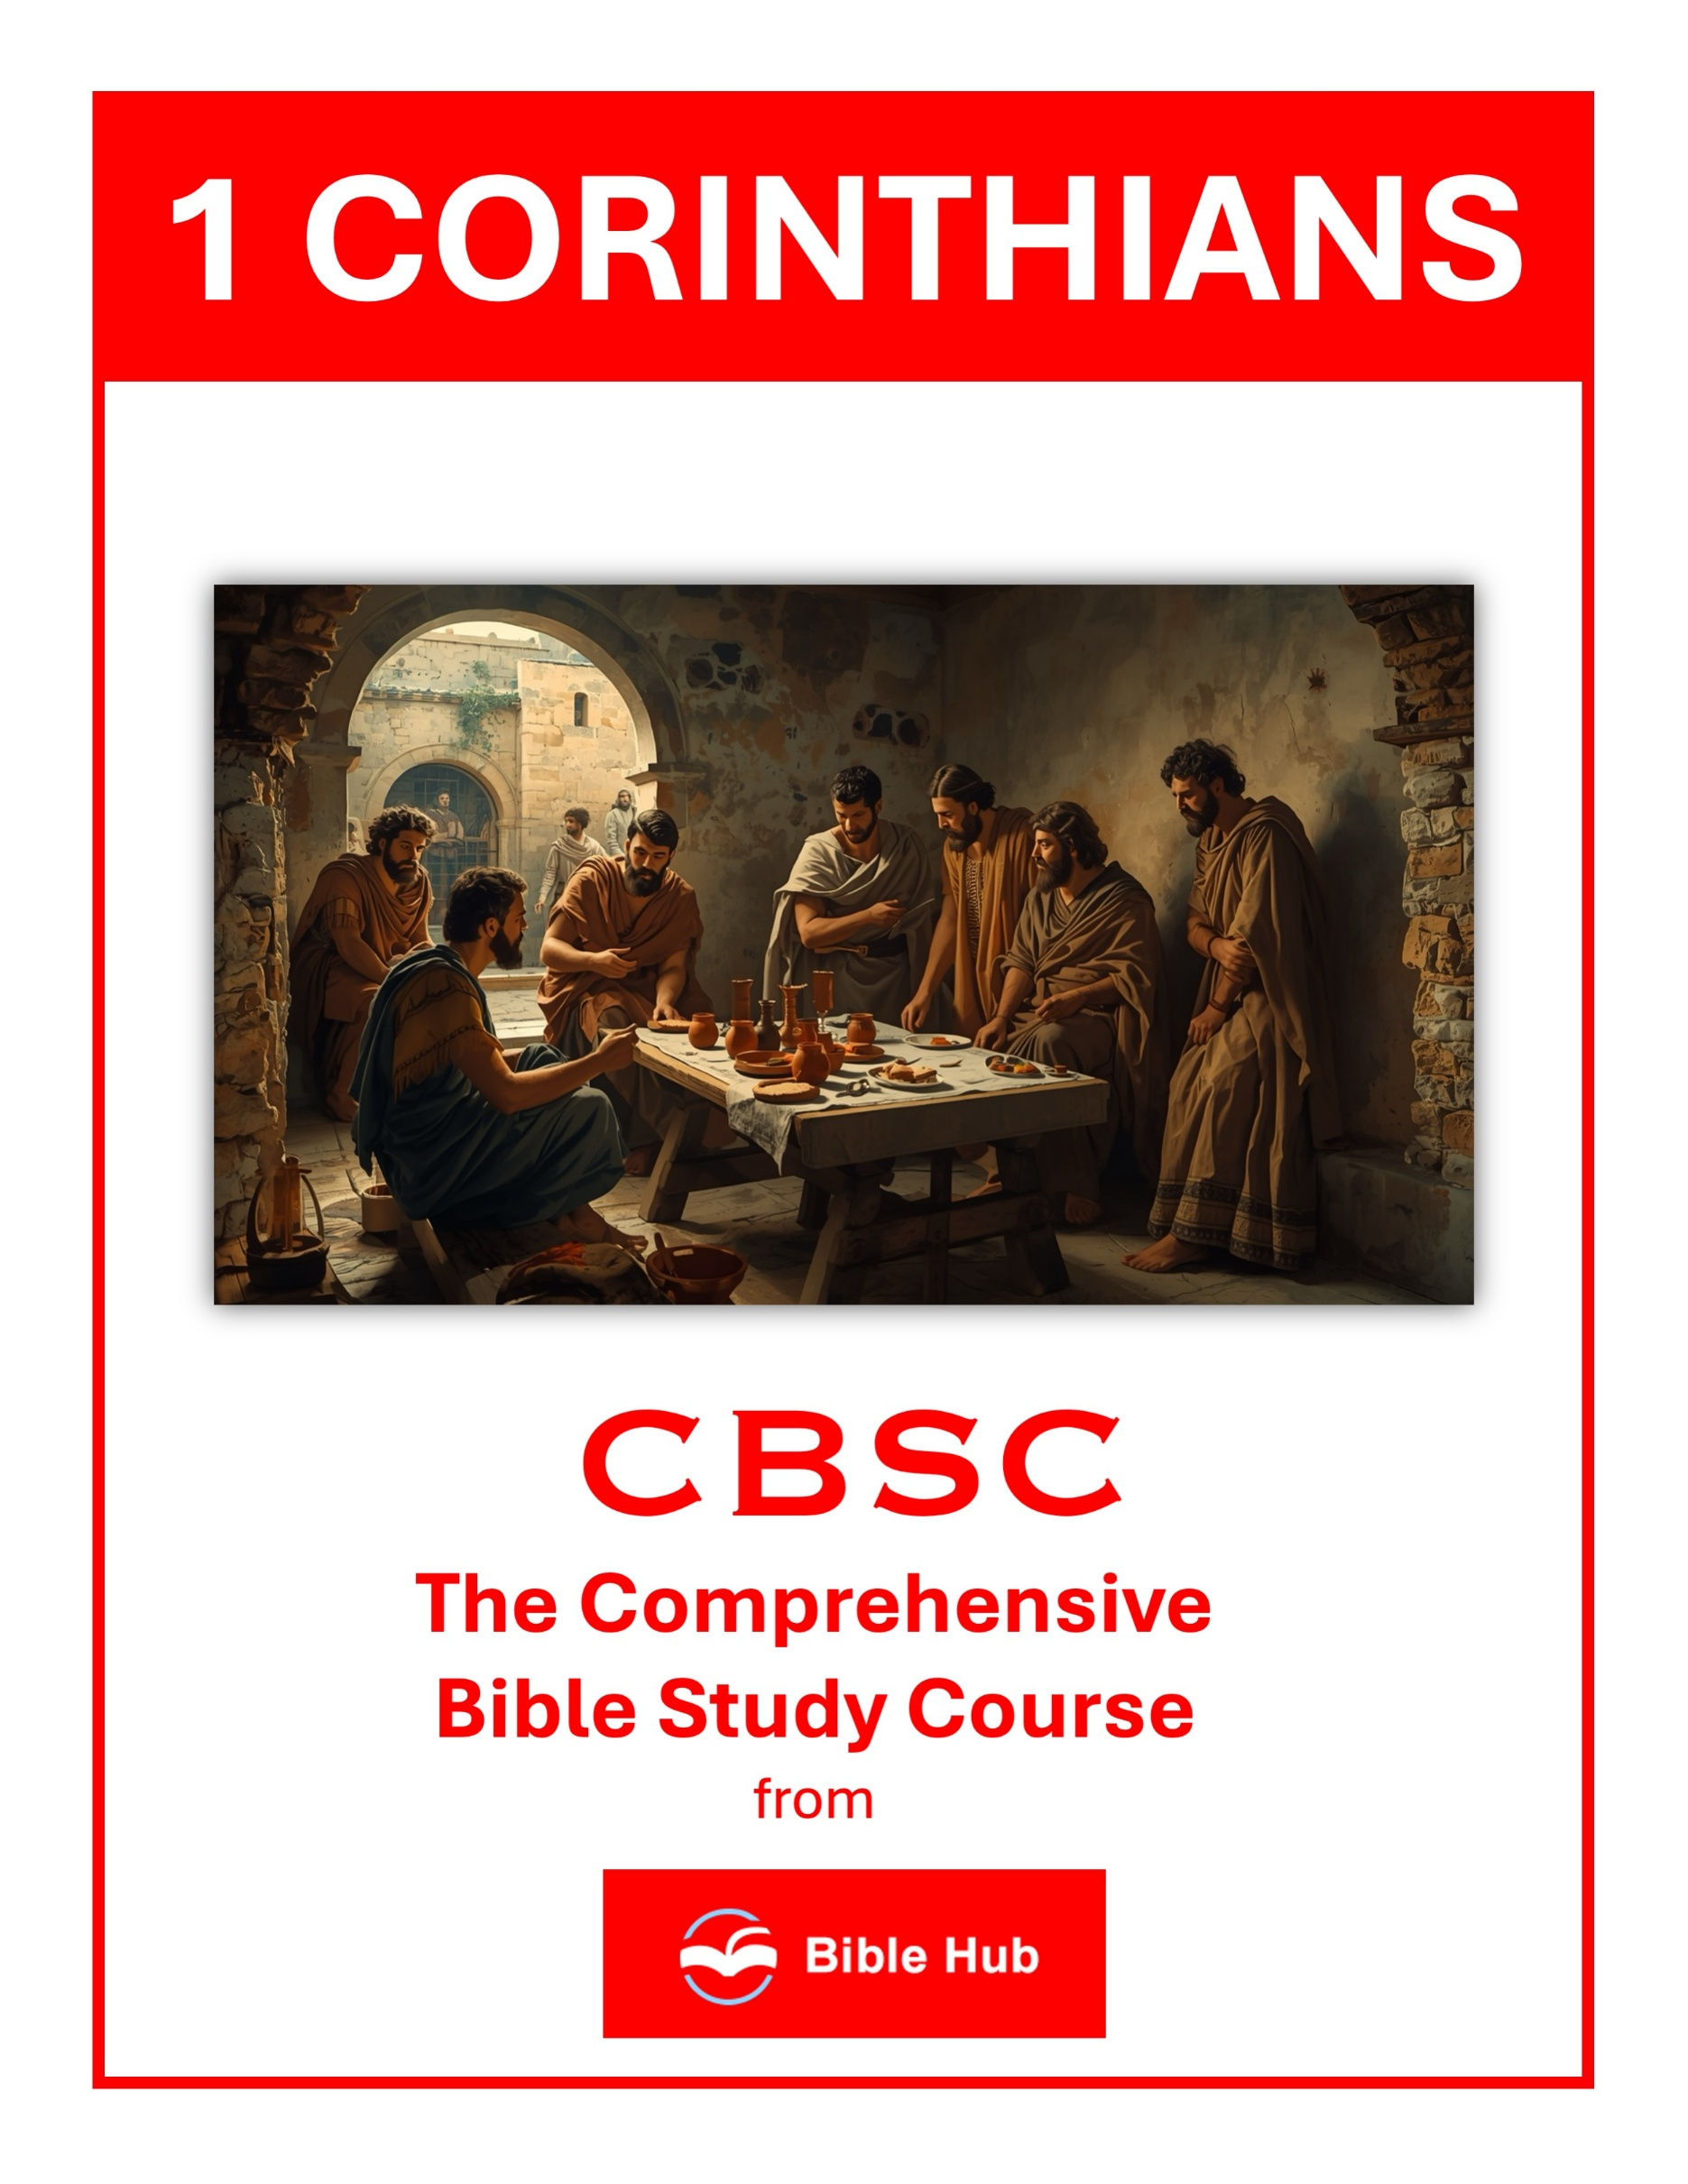 1 CORINTHIANS
CBSC
The Comprehensive
Bible Study Course
from
Bible Hub